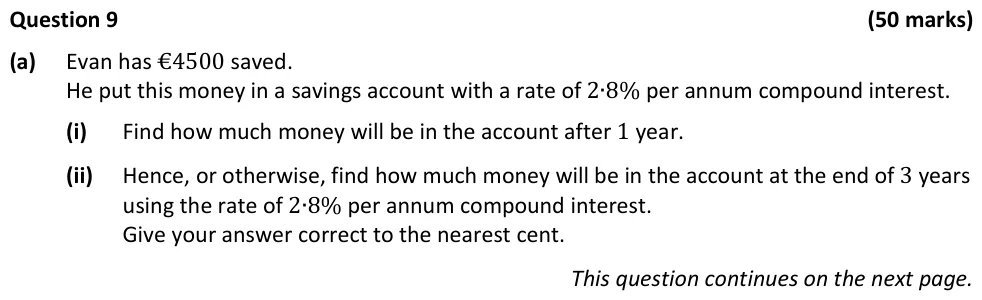 Question 9 (50 marks)
(a) Evan has €4500 saved.
He put this money in a savings account with a rate of 2·8% per annum compound interest.
(i) Find how much money will be in the account after 1 year.
(ii) Hence, or otherwise, find how much money will be in the account at the end of 3 years
using the rate of 2·8% per annum compound interest.
Give your answer correct to the nearest cent.
This question continues on the next page.